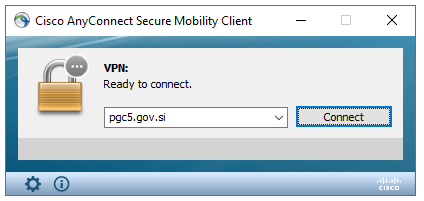 Cisco AnyConnect Secure Mobility Client
VPN:
Ready to connect.
pgc5.gov.si
Connect
cisco